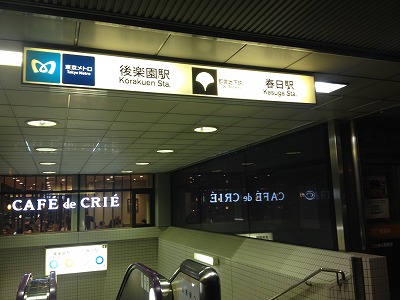 東京メトロ
Tokyo Metro
後楽園駅
Korakuen Sta.
春日駅
Kasuga Sta.
CAFÉ de CRIÉ
CAFÉ de CRIÉ